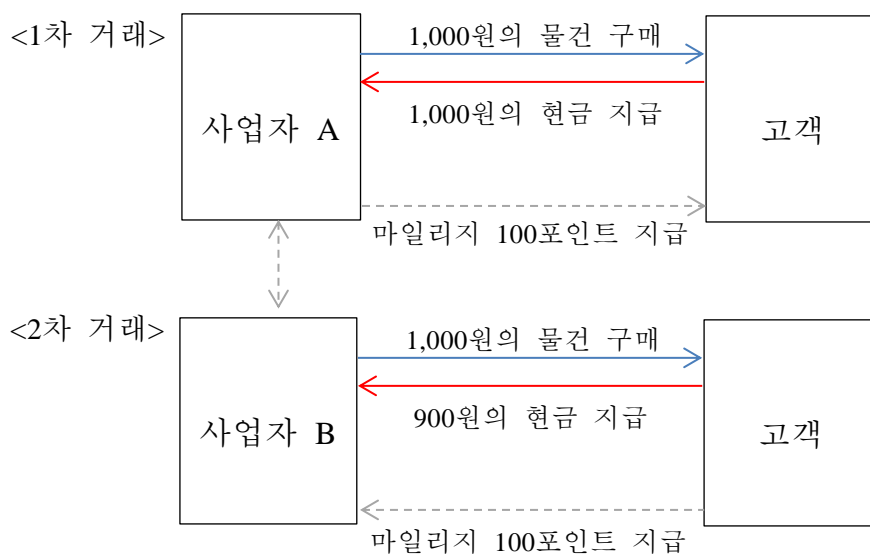 <1차 거래>
1,000원의 물건 구매
1,000원의 현금 지급
사업자 A
고객
마일리지 100포인트 지급
<2차 거래>
1,000원의 물건 구매
900원의 현금 지급
사업자 B
고객
마일리지 100포인트 지급